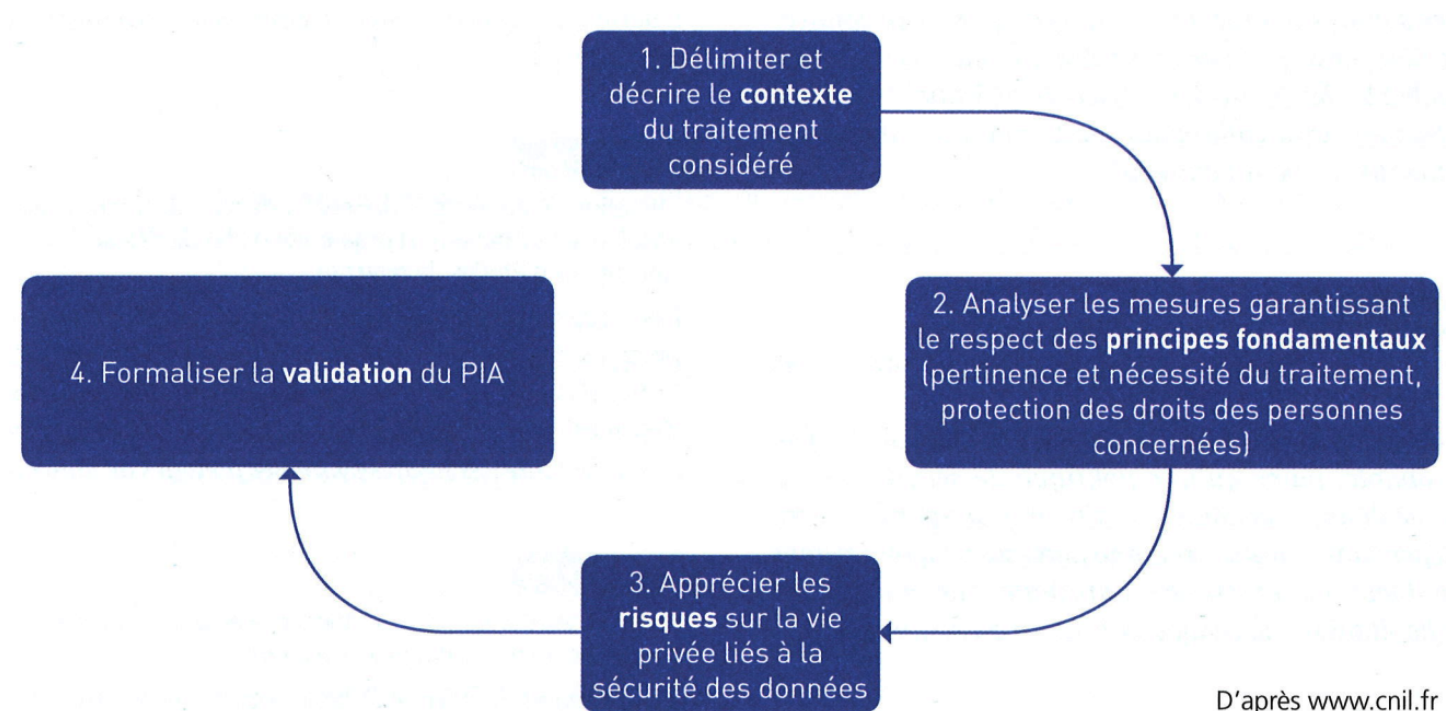 1. Délimiter et
décrire le contexte
du traitement
considéré
2. Analyser les mesures garantissant
le respect des principes fondamentaux
(pertinence et nécessité du traitement,
protection des droits des personnes
concernées)
3. Apprécier les
risques sur la vie
privée liés à la
sécurité des données
4. Formaliser la validation du PIA
D'après www.cnil.fr